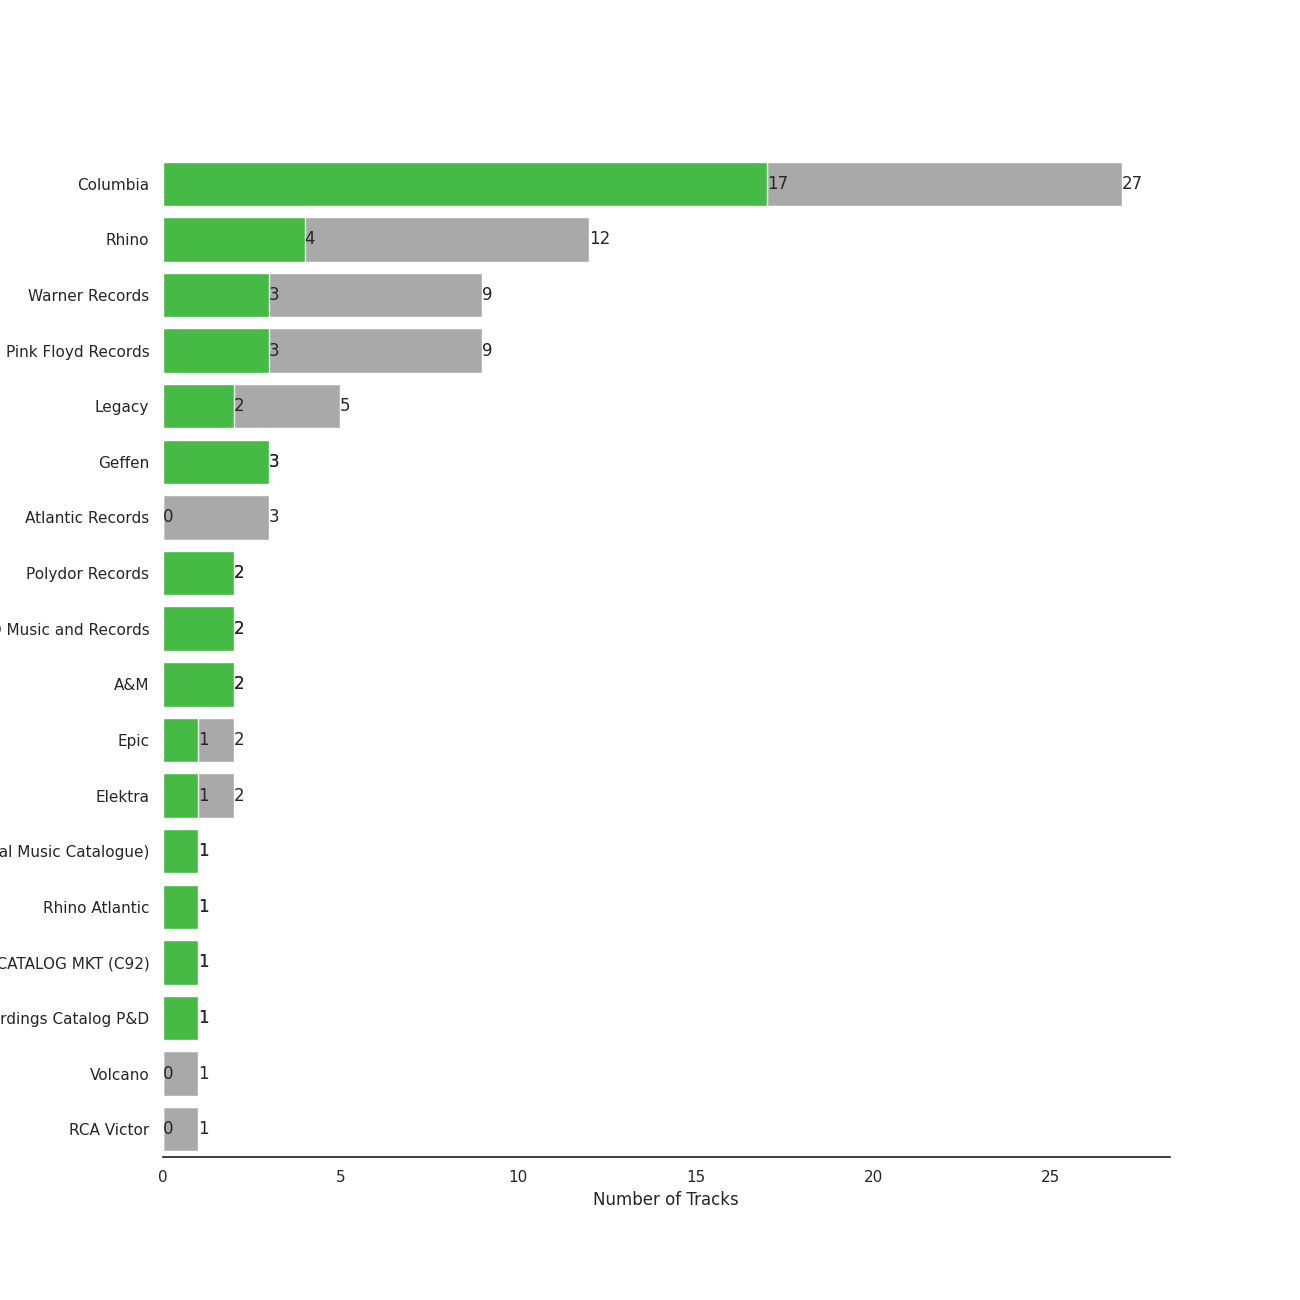 Columbia 17 27
Rhino 4 12
Warner Records 3 9
Pink Floyd Records 3 9
Legacy 2 5
Geffen 3
Atlantic Records 0 3
Polydor Records 2
Music and Records 2
A&M 2
Epic 1 2
Elektra 1 2
al Music Catalogue) 1
Rhino Atlantic 1
CATALOG MKT (C92) 1
rdings Catalog P&D 1
Volcano 0 1
RCA Victor 0 1
0 5 10 15 20 25
Number of Tracks